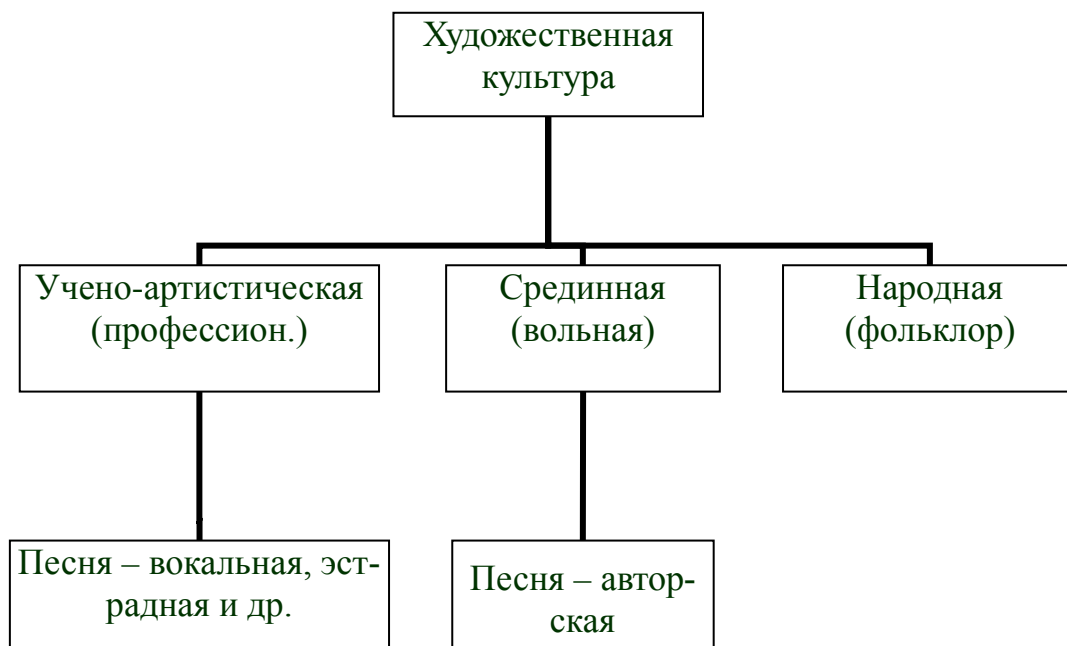 Художественная
культура
Учено-артистическая
(профессион.)
Срединная
(вольная)
Народная
(фольклор)
Песня – вокальная, эст-
радная и др.
Песня – автор-
ская